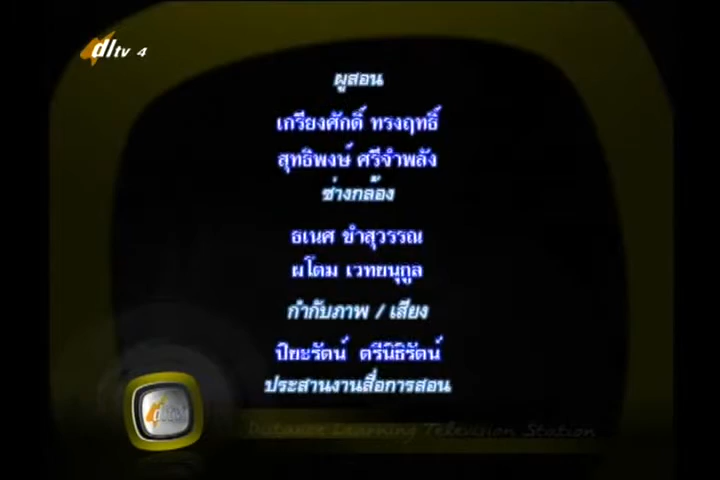 dltv 4
ผู้สอน
เกรียงศักดิ์ ทรงฤทธิ์
สุทธิพงษ์ ศรีจำพลัง
ช่างกล้อง
ธเนศ ขำสุวรรณ
ผโดม เวทยนุกูล
กำกับภาพ / เสียง
ปิยะรัตน์ ตรีนิธิรัตน์
ประสานงานสื่อการสอน
dltv
Distance Learning Television Station